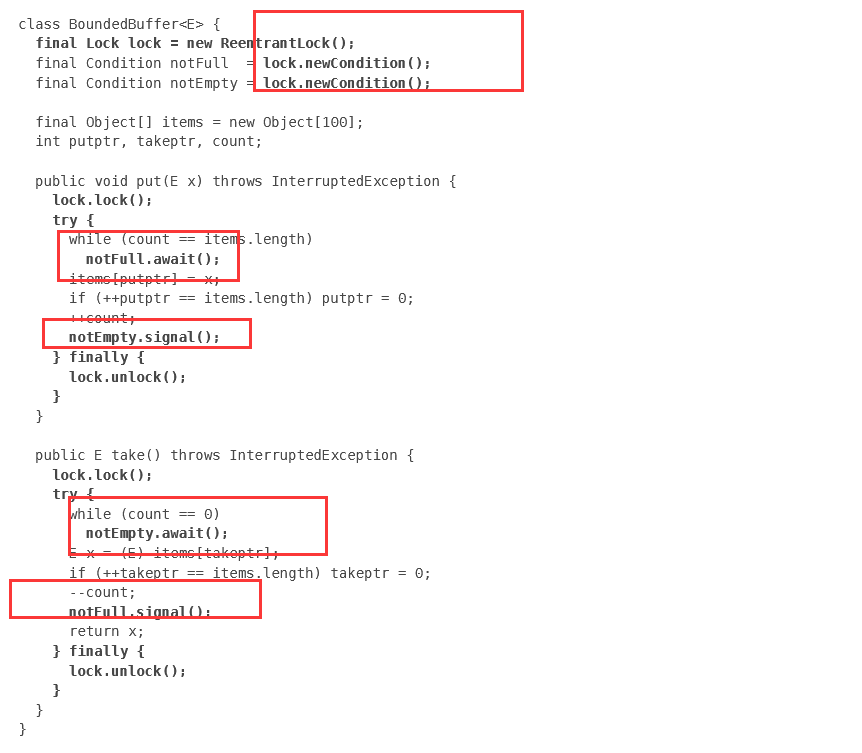 class BoundedBuffer<E> {
  final Lock lock = new ReentrantLock();
  final Condition notFull  = lock.newCondition();
  final Condition notEmpty = lock.newCondition();

  final Object[] items = new Object[100];
  int putptr, takeptr, count;

  public void put(E x) throws InterruptedException {
    lock.lock();
    try {
      while (count == items.length)
        notFull.await();
      items[putptr] = x;
      if (++putptr == items.length) putptr = 0;
      ++count;
      notEmpty.signal();
    } finally {
      lock.unlock();
    }
  }

  public E take() throws InterruptedException {
    lock.lock();
    try {
      while (count == 0)
        notEmpty.await();
      E x = (E) items[takeptr];
      if (++takeptr == items.length) takeptr = 0;
      --count;
      notFull.signal();
      return x;
    } finally {
      lock.unlock();
    }
  }
}